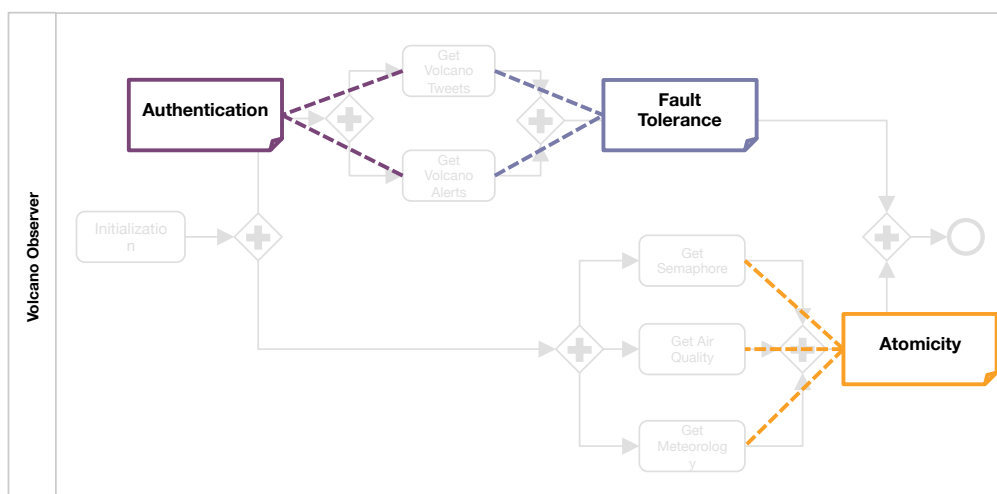 Volcano Observer
Get
Volcano
Tweets
Authentication
Fault
Tolerance
Get
Volcano
Alerts
Initializatio
n
Get
Semaphore
Get Air
Quality
Atomicity
Get
Meteorolog
y